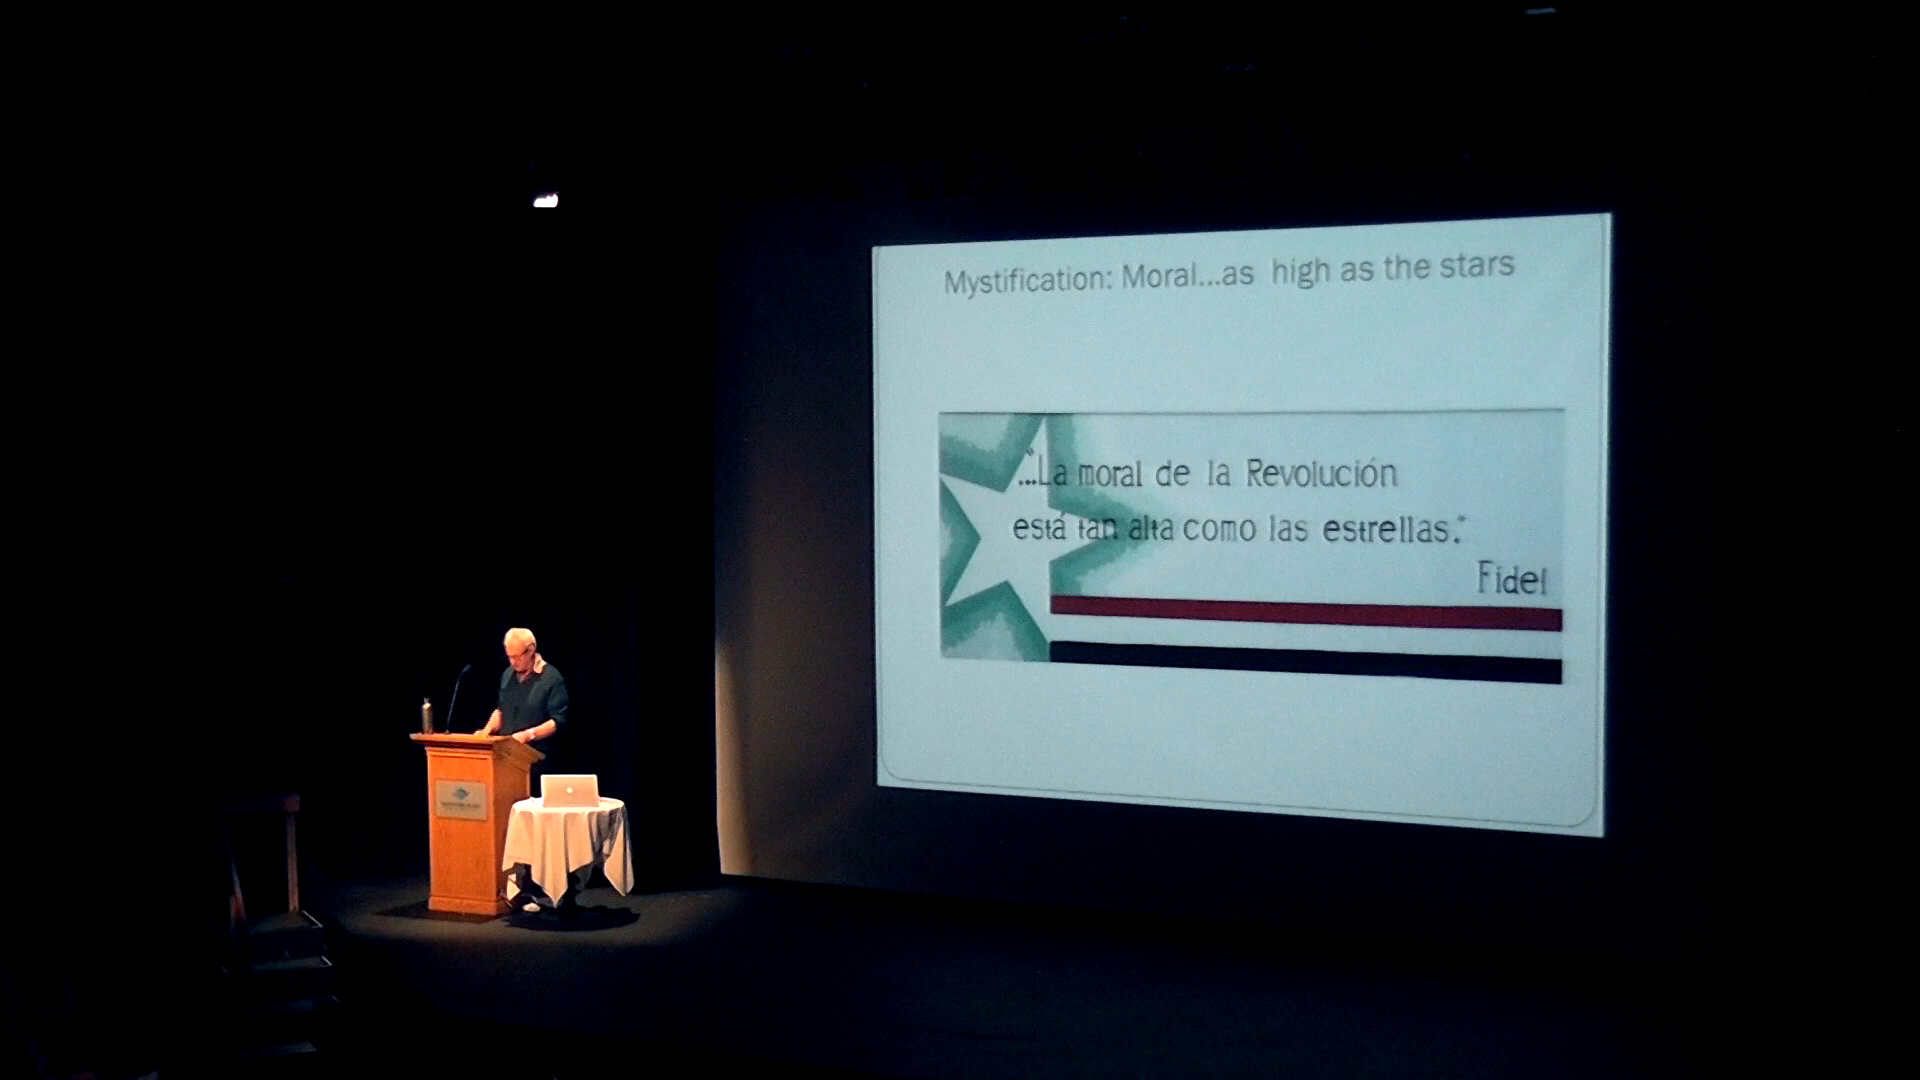 Mystification: Moral...as high as the stars
"...La moral de la Revolución
está tan alta como las estrellas."
Fidel